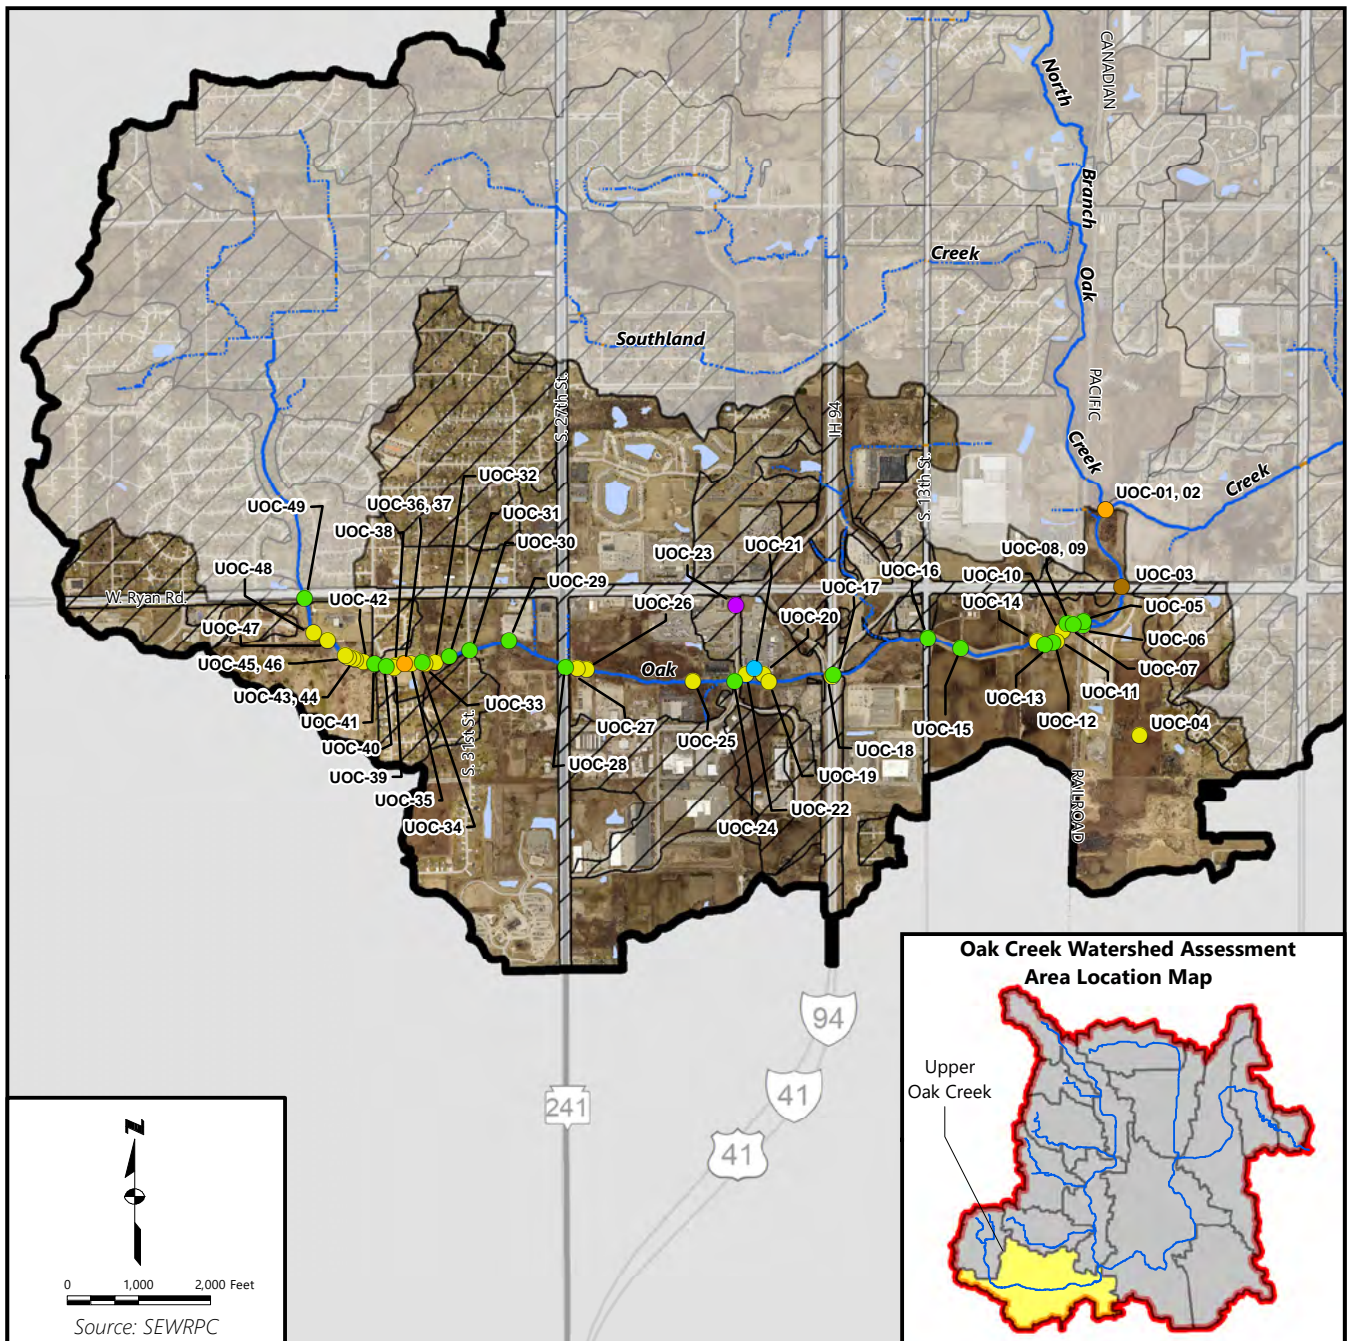 CANADIAN
North
Branch
Oak
Creek
Creek
Southland
PACIFIC
Creek
S. 27th St.
IH 94
S. 13th St.
UOC-01, 02
UOC-32
UOC-36, 37
UOC-49
UOC-31
UOC-38
UOC-30
UOC-23
UOC-21
UOC-08, 09
UOC-48
UOC-29
UOC-16
UOC-10
UOC-03
UOC-17
W. Ryan Rd.
UOC-42
UOC-26
UOC-14
UOC-05
UOC-47
UOC-20
UOC-06
UOC-45, 46
Oak
UOC-07
UOC-43, 44
UOC-33
UOC-13
UOC-11
UOC-41
UOC-27
UOC-25
UOC-15
UOC-12
UOC-04
UOC-40
S. 31st St.
UOC-18
UOC-39
UOC-28
UOC-19
UOC-35
UOC-22
UOC-34
UOC-24
RAILROAD
94
41
241
41
N
0 1,000 2,000 Feet
Source: SEWRPC
Oak Creek Watershed Assessment
Area Location Map
Upper
Oak Creek